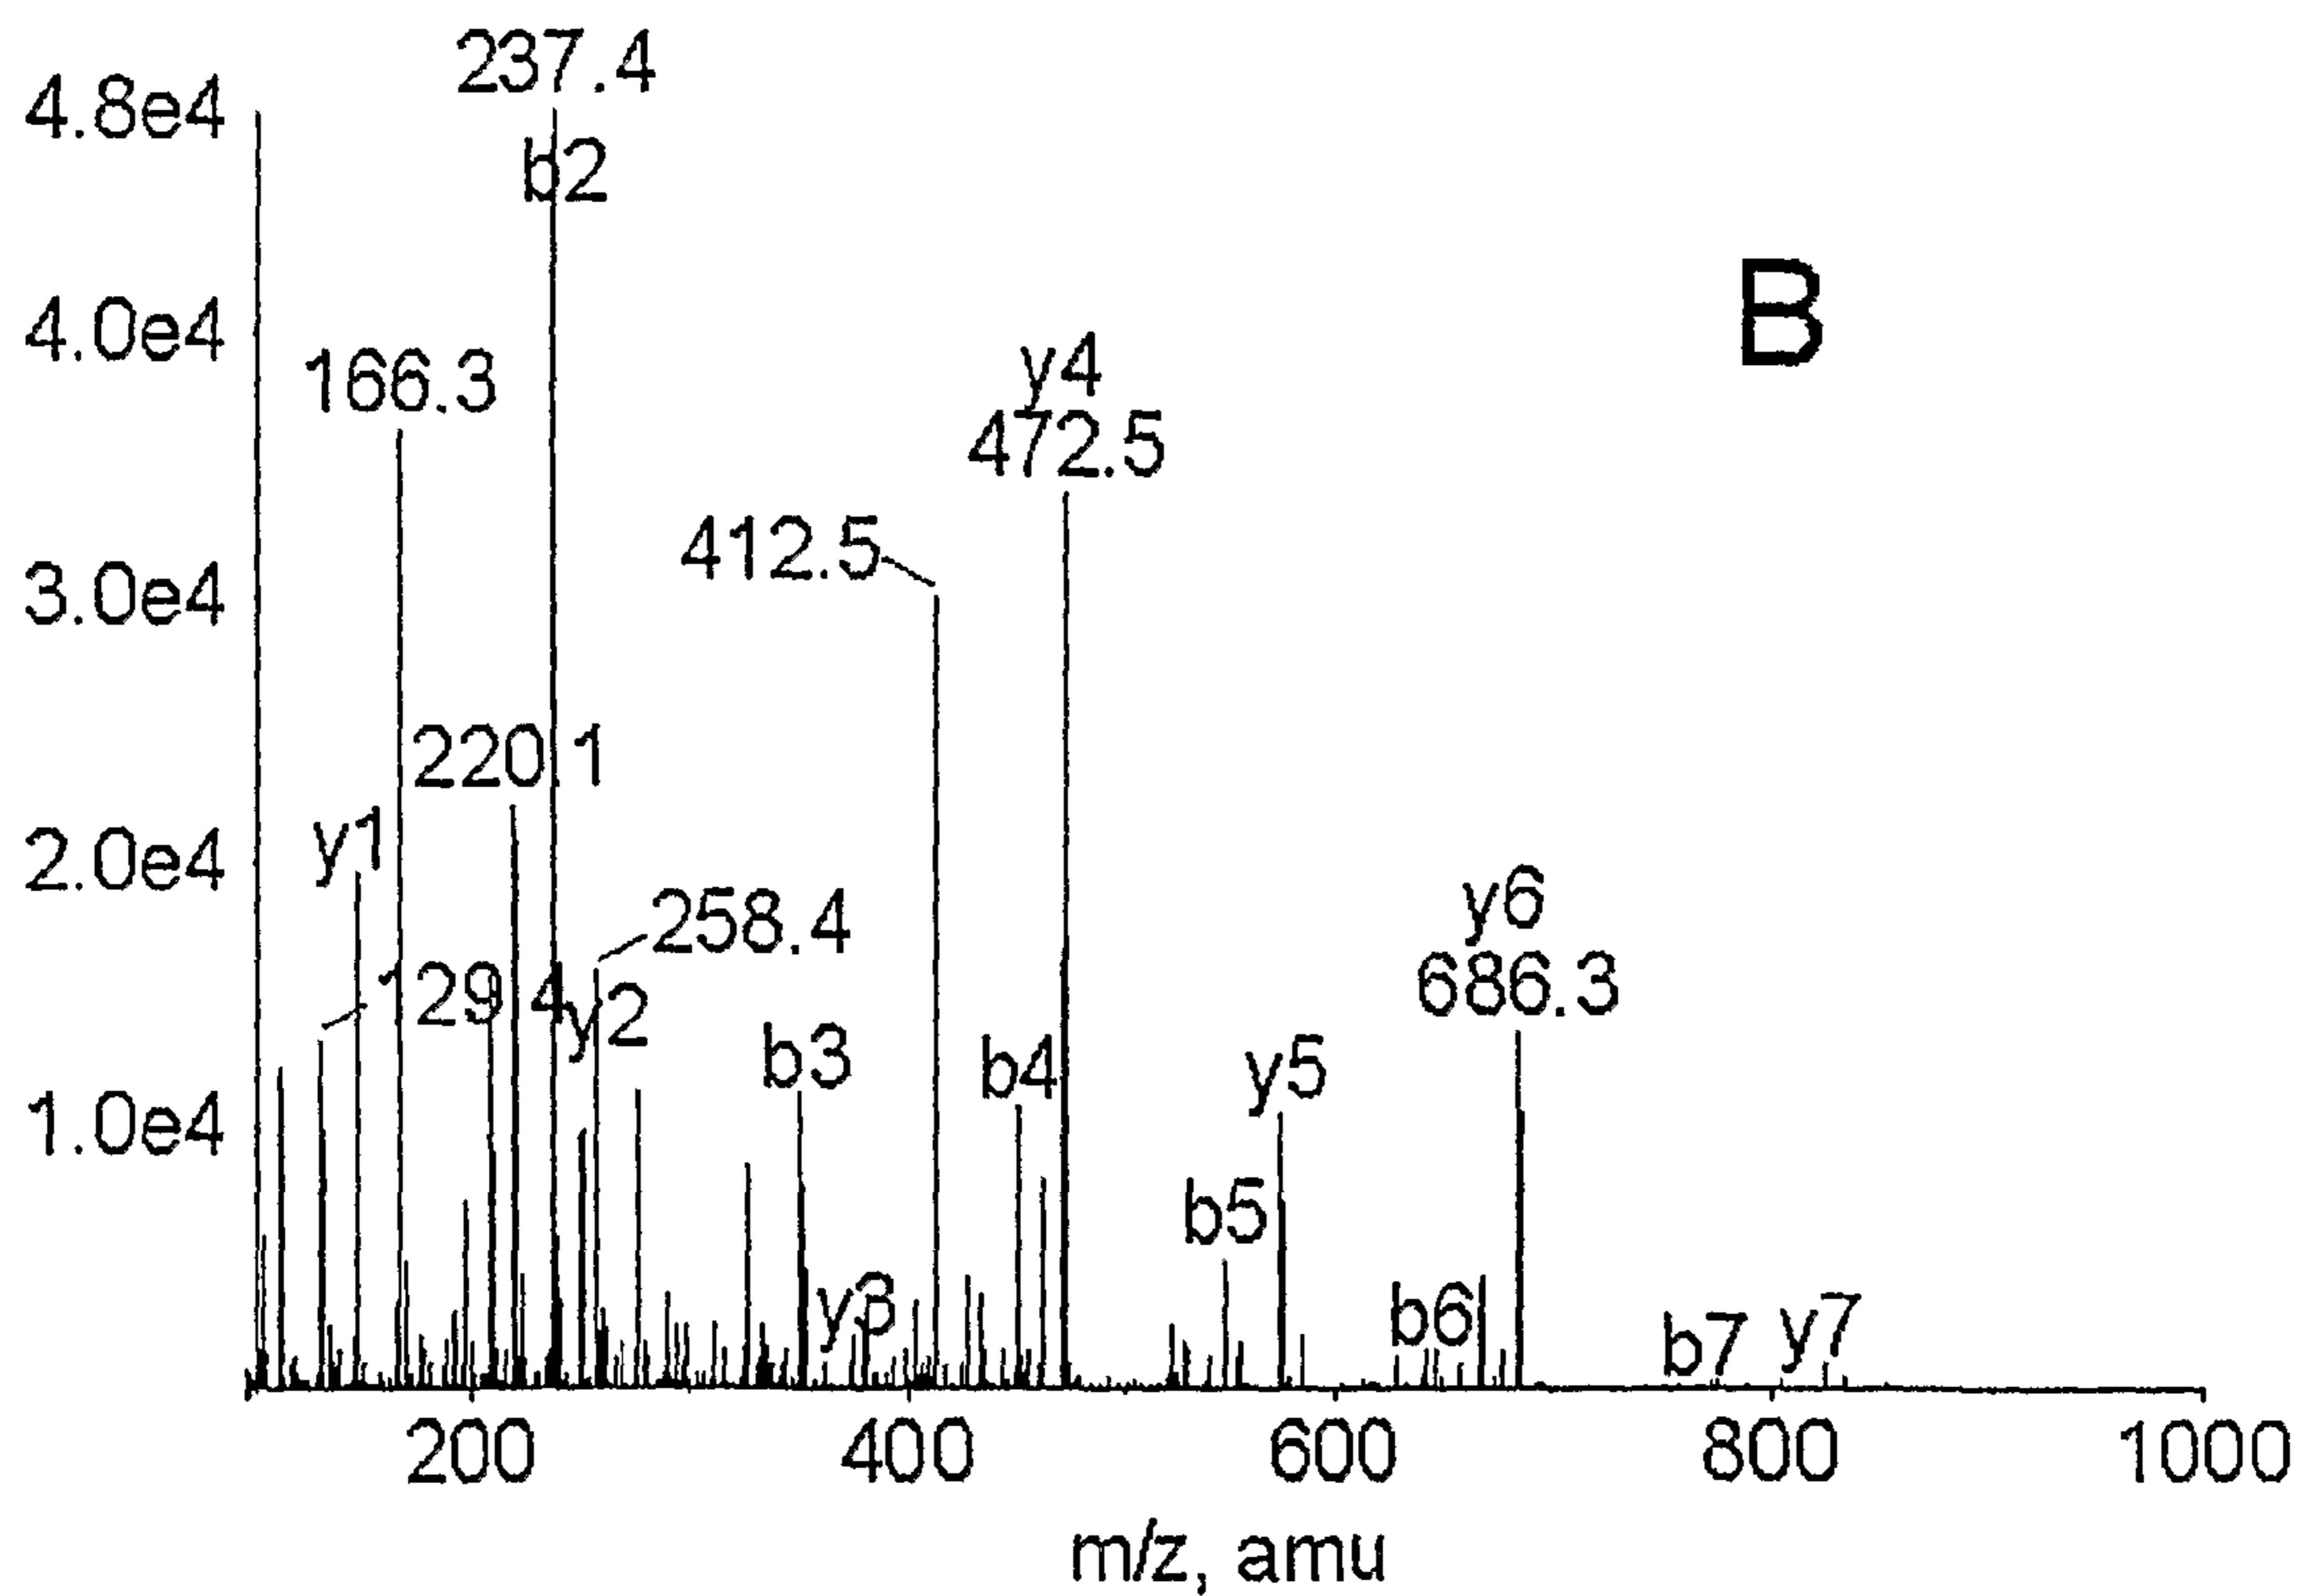 237.4
4.8e4
b2
B
4.0e4
y4
166.3
472.5
412.5
3.0e4
220.1
y1
2.0e4
y6
258.4
686.3
129.4
y2
b3
b4
y5
1.0e4
b5
y3
b6
b7
y7
200
400
600
800
1000
m/z, amu